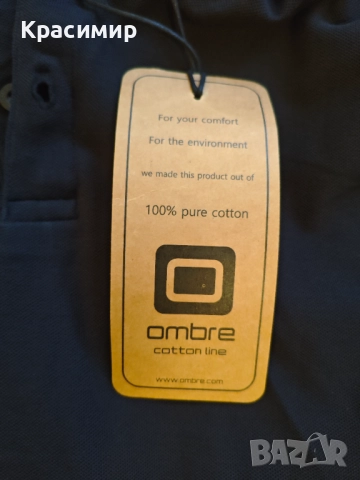 Красимир
For your comfort
For the environment
we made this product out of
100% pure cotton
ombre
cotton line
www.ombre.com
BAZAR